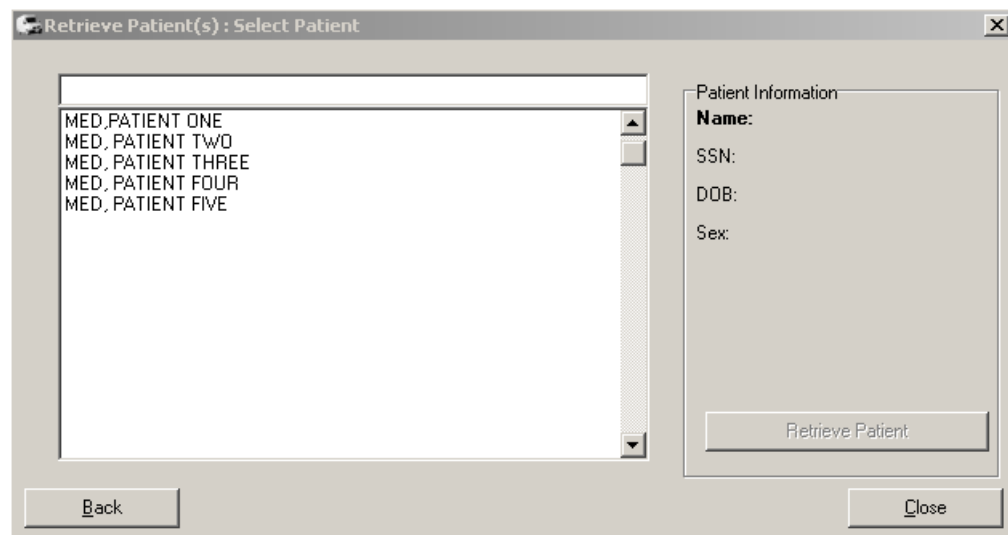 Retrieve Patient(s) : Select Patient
MED,PATIENT ONE
MED, PATIENT TWO
MED, PATIENT THREE
MED, PATIENT FOUR
MED, PATIENT FIVE
Patient Information
Name:
SSN:
DOB:
Sex:
Retrieve Patient
Back
Close